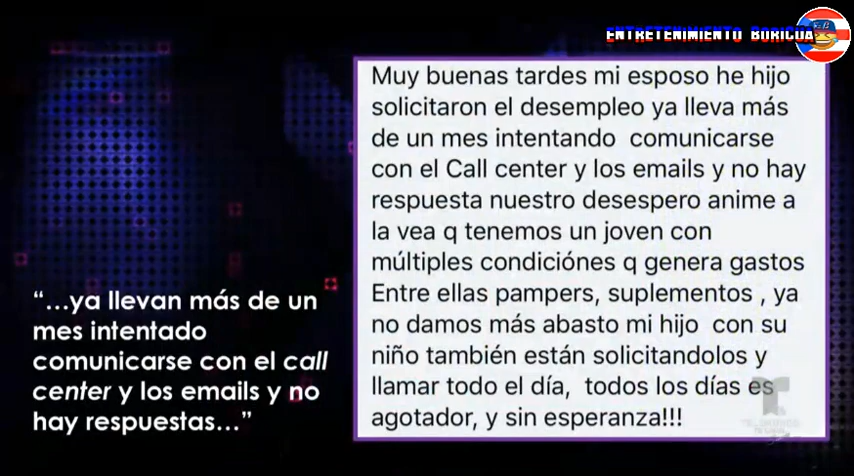 ENTRETENIMIENTO BORICUA
Muy buenas tardes mi esposo he hijo
solicitaron el desempleo ya lleva más
de un mes intentando comunicarse
con el Call center y los emails y no hay
respuesta nuestro desespero anime a
la vea q tenemos un joven con
múltiples condiciónes q genera gastos
Entre ellas pampers, suplementos , ya
no damos más abasto mi hijo con su
niño también están solicitandolos y
llamar todo el día, todos los días es
agotador, y sin esperanza!!!
“...ya llevan más de un
mes intentado
comunicarse con el call
center y los emails y no
hay respuestas...”